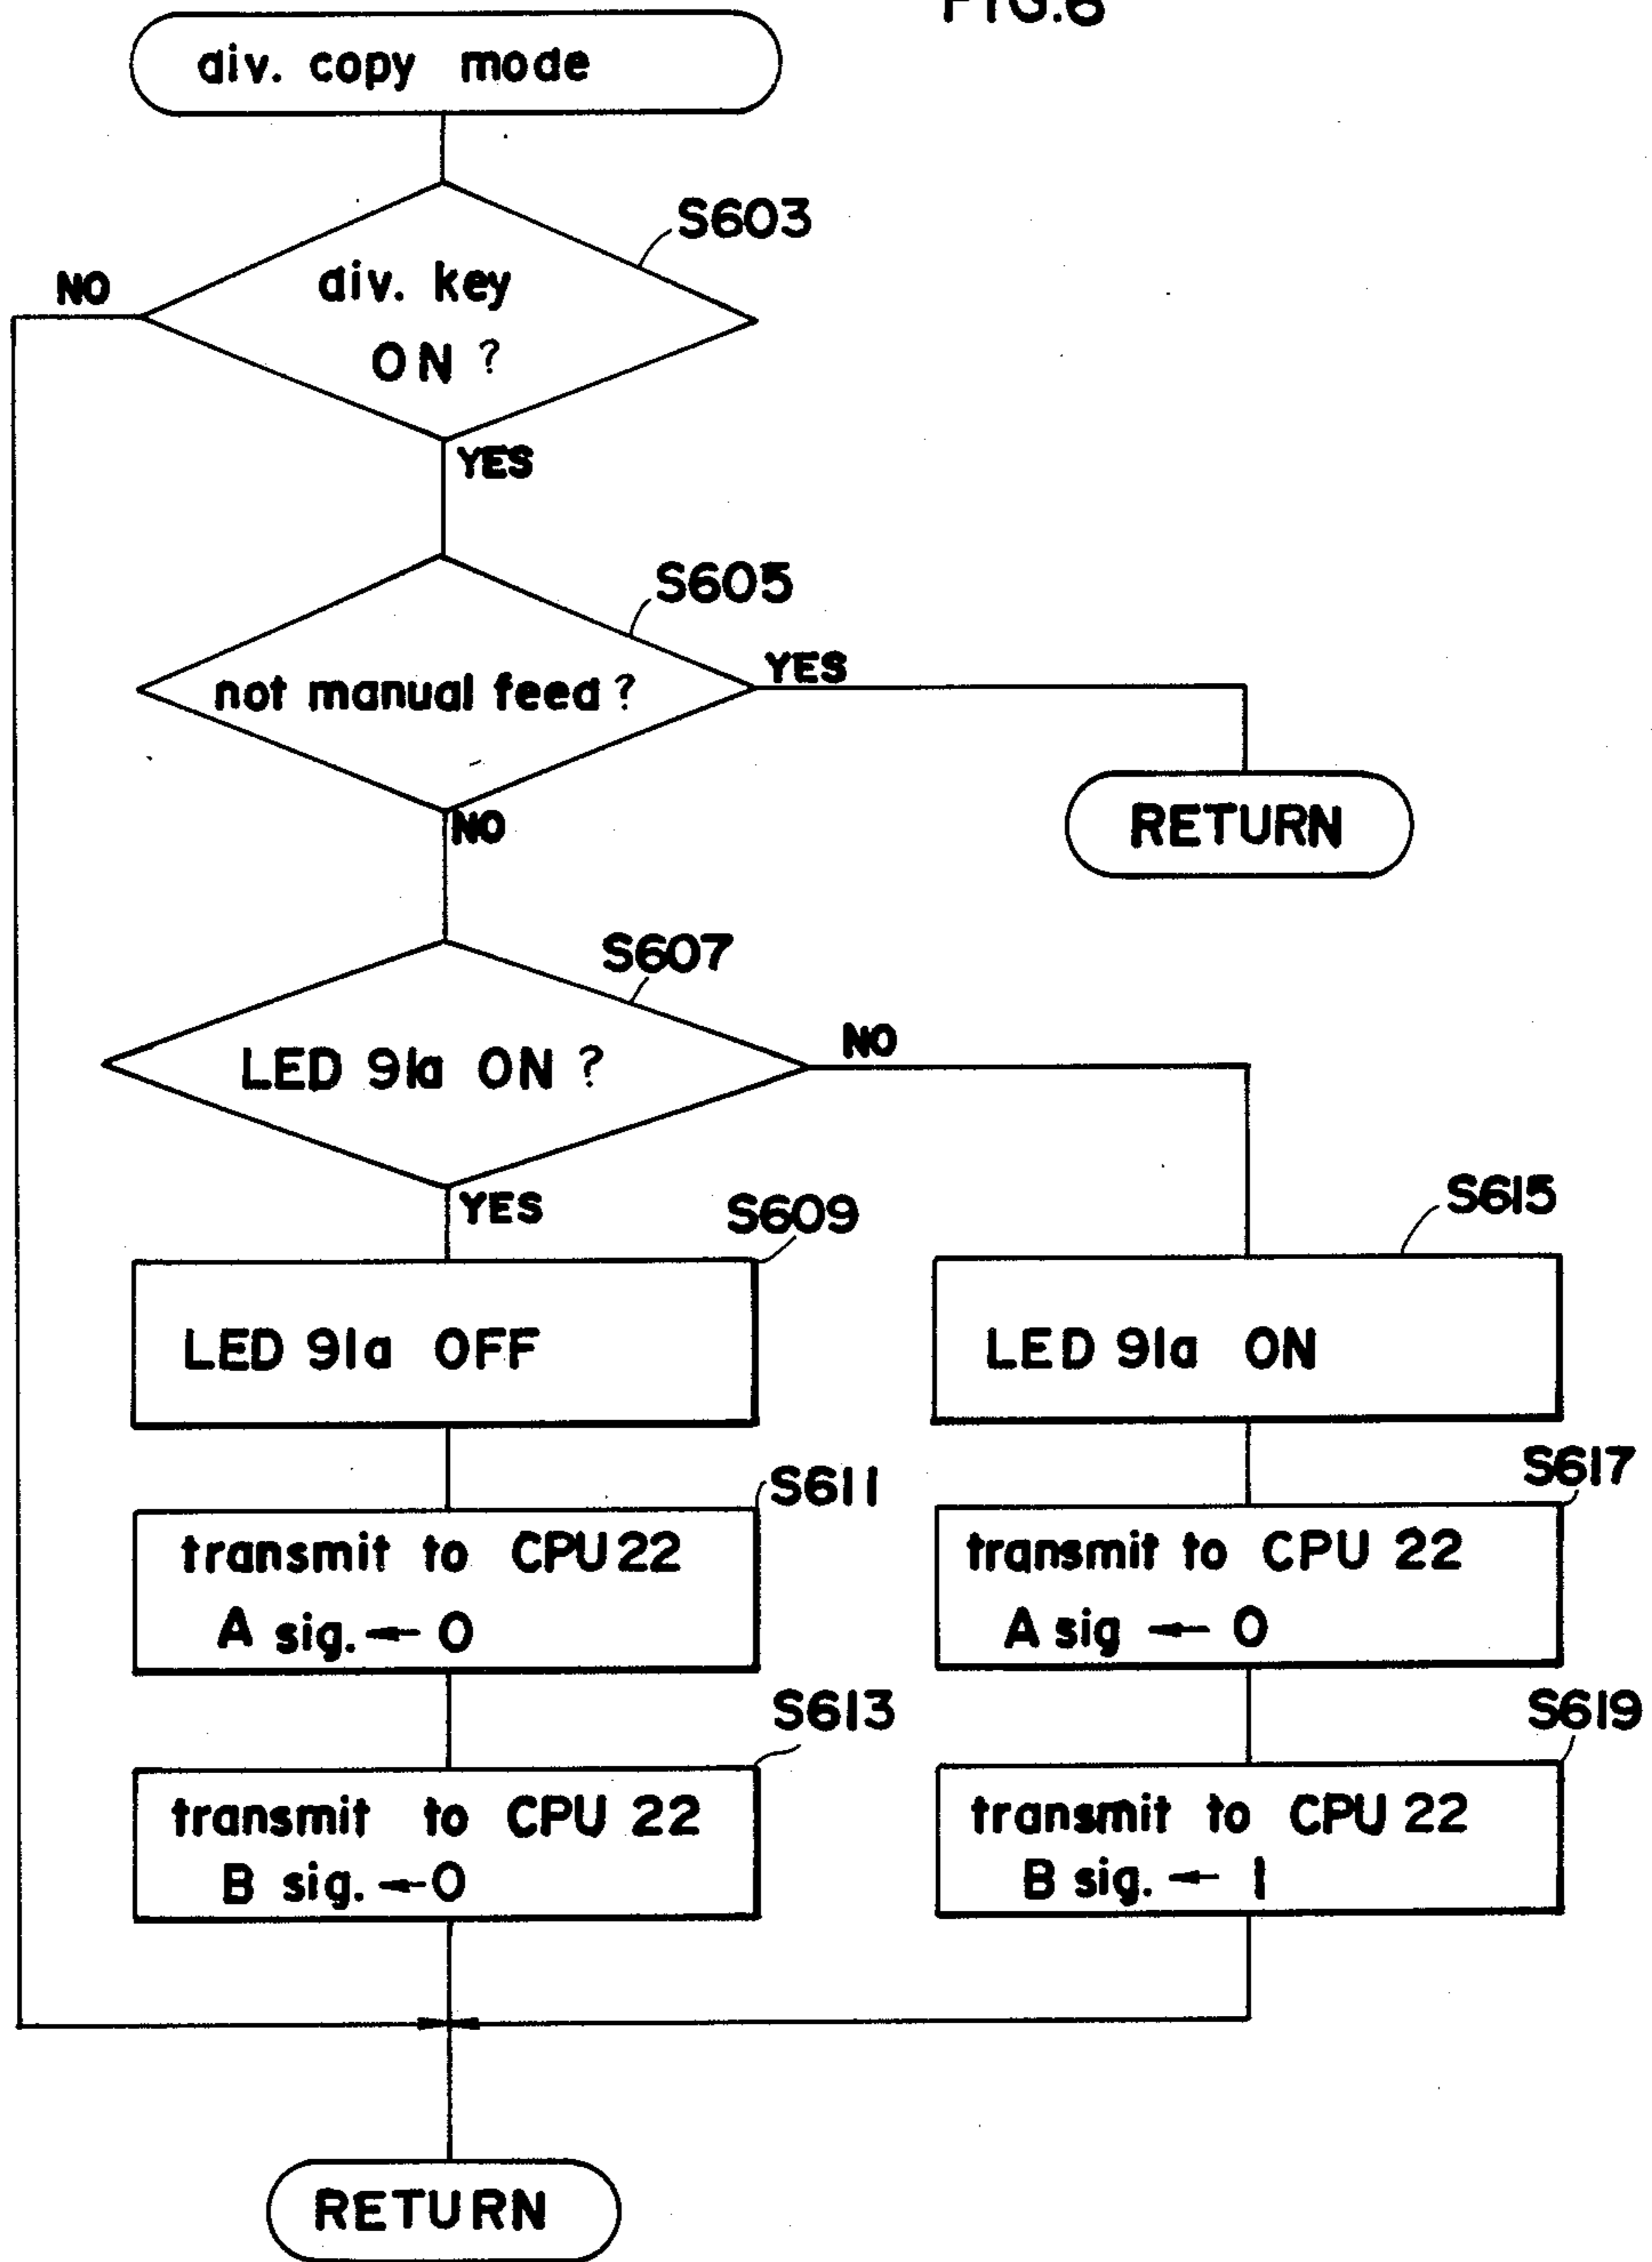 FIG.6
div. copy mode
S603
NO
div. key
ON ?
YES
S605
YES
not manual feed ?
NO
RETURN
S607
NO
LED 91a ON ?
YES
S609
S615
LED 91a OFF
LED 91a ON
S611
S617
transmit to CPU 22
A sig. ← 0
transmit to CPU 22
A sig ← 0
S613
S619
transmit to CPU 22
B sig. ← 0
transmit to CPU 22
B sig. ← 1
RETURN